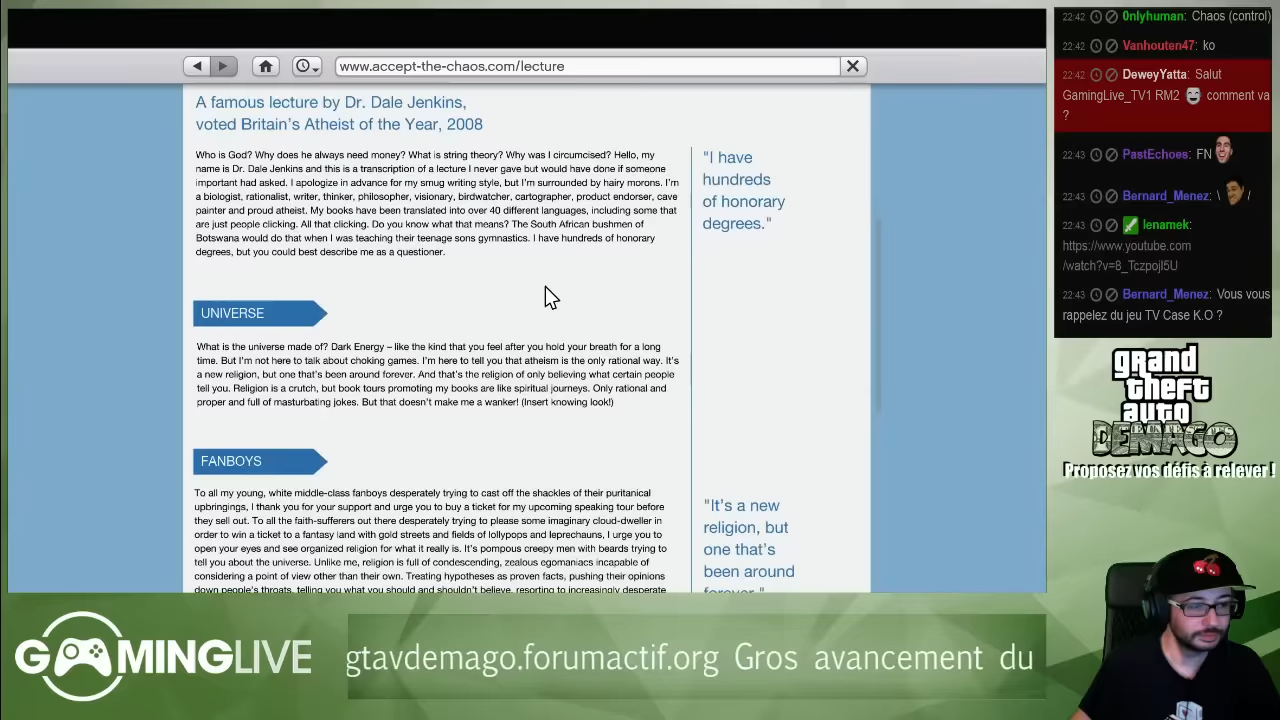 www.accept-the-chaos.com/lecture
A famous lecture by Dr. Dale Jenkins,
voted Britain's Atheist of the Year, 2008
Who is God? Why does he always need money? What is string theory? Why was I circumcised? Hello, my
name is Dr. Dale Jenkins and this is a transcription of a lecture I never gave but would have done if someone
important had asked. I apologize in advance for my smug writing style, but I'm surrounded by hairy morons. I'm
a biologist, rationalist, writer, thinker, philosopher, visionary, birdwatcher, cartographer, product endorser, cave
painter and proud atheist. My books have been translated into over 40 different languages, including some that
are just people clicking. All that clicking. Do you know what that means? The South African bushmen of
Botswana would do that when I was teaching their teenage sons gymnastics. I have hundreds of honorary
degrees, but you could best describe me as a questioner.
"I have
hundreds
of honorary
degrees."
UNIVERSE
What is the universe made of? Dark Energy – like the kind that you feel after you hold your breath for a long
time. But I'm not here to talk about choking games. I'm here to tell you that atheism is the only rational way. It's
a new religion, but one that's been around forever. And that's the religion of only believing what certain people
tell you. Religion is a crutch, but book tours promoting my books are like spiritual journeys. Only rational and
proper and full of masturbating jokes. But that doesn't make me a wanker! (Insert knowing look!)
FANBOYS
To all my young, white middle-class fanboys desperately trying to cast off the shackles of their puritanical
upbringings, I thank you for your support and urge you to buy a ticket for my upcoming speaking tour before
they sell out. To all the faith-sufferers out there desperately trying to please some imaginary cloud-dweller in
order to win a ticket to a fantasy land with gold streets and fields of lollypops and leprechauns, I urge you to
open your eyes and see organized religion for what it really is. It's pompous creepy men with beards trying to
tell you about the universe. Unlike me, religion is full of condescending, zealous egomaniacs incapable of
considering a point of view other than their own. Treating hypotheses as proven facts, pushing their opinions
down people's throats, telling you what you should and shouldn't believe, resorting to increasingly desperate
"It's a new
religion, but
one that's
been around
forever."
22:42 0nlyhuman: Chaos (control)
22:42 Vanhouten47: ko
22:42 DeweyYatta: Salut
GamingLive_TV1 RM2 comment va
?
22:43 PastEchoes: FN
22:43 Bernard_Menez: \ /
22:43 lenamek:
https://www.youtube.com
/watch?v=8_TczpojI5U
22:43 Bernard_Menez: Vous vous
rappelez du jeu TV Case K.O ?
grand
theft
auto
DEMAGO
Proposez vos défis à relever !
GAMINGLIVE
gtavdemago.forumactif.org Gros avancement du